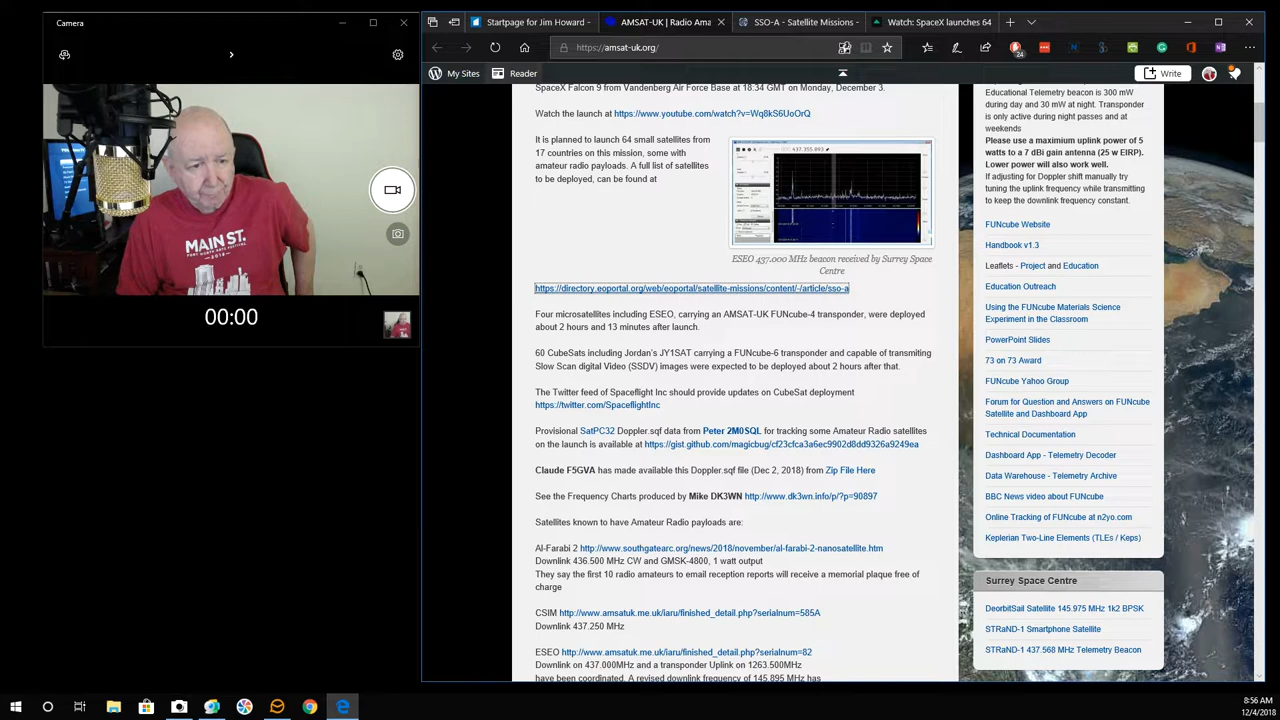 Camera
00:00
MAIN ST.
Startpage for Jim Howard -
AMSAT-UK | Radio Ama
SSO-A - Satellite Missions -
Watch: SpaceX launches 64
https://amsat-uk.org/
24
My Sites
Reader
Write
SpaceX Falcon 9 from Vandenberg Air Force Base at 18:34 GMT on Monday, December 3.
Watch the launch at https://www.youtube.com/watch?v=Wq8kS6UoOrQ
It is planned to launch 64 small satellites from
17 countries on this mission, some with
amateur radio payloads. A full list of satellites
to be deployed, can be found at
437.355.893
ESEO 437.000 MHz beacon received by Surrey Space
Centre
https://directory.eoportal.org/web/eoportal/satellite-missions/content/-/article/sso-a
Four microsatellites including ESEO, carrying an AMSAT-UK FUNcube-4 transponder, were deployed
about 2 hours and 13 minutes after launch.
60 CubeSats including Jordan's JY1SAT carrying a FUNcube-6 transponder and capable of transmiting
Slow Scan digital Video (SSDV) images were expected to be deployed about 2 hours after that.
The Twitter feed of Spaceflight Inc should provide updates on CubeSat deployment
https://twitter.com/SpaceflightInc
Provisional SatPC32 Doppler.sqf data from Peter 2M0SQL for tracking some Amateur Radio satellites
on the launch is available at https://gist.github.com/magicbug/cf23cfca3a6ec9902d8dd9326a9249ea
Claude F5GVA has made available this Doppler.sqf file (Dec 2, 2018) from Zip File Here
See the Frequency Charts produced by Mike DK3WN http://www.dk3wn.info/p/?p=90897
Satellites known to have Amateur Radio payloads are:
Al-Farabi 2 http://www.southgatearc.org/news/2018/november/al-farabi-2-nanosatellite.htm
Downlink 436.500 MHz CW and GMSK-4800, 1 watt output
They say the first 10 radio amateurs to email reception reports will receive a memorial plaque free of
charge
CSIM http://www.amsatuk.me.uk/iaru/finished_detail.php?serialnum=585A
Downlink 437.250 MHz
ESEO http://www.amsatuk.me.uk/iaru/finished_detail.php?serialnum=82
Downlink on 437.000MHz and a transponder Uplink on 1263.500MHz
have been coordinated. A revised downlink frequency of 145.895 MHz has
Educational Telemetry beacon is 300 mW
during day and 30 mW at night. Transponder
is only active during night passes and at
weekends
Please use a maximium uplink power of 5
watts to a 7 dBi gain antenna (25 w EIRP).
Lower power will also work well.
If adjusting for Doppler shift manually try
tuning the uplink frequency while transmitting
to keep the downlink frequency constant.
FUNcube Website
Handbook v1.3
Leaflets - Project and Education
Education Outreach
Using the FUNcube Materials Science
Experiment in the Classroom
PowerPoint Slides
73 on 73 Award
FUNcube Yahoo Group
Forum for Question and Answers on FUNcube
Satellite and Dashboard App
Technical Documentation
Dashboard App - Telemetry Decoder
Data Warehouse - Telemetry Archive
BBC News video about FUNcube
Online Tracking of FUNcube at n2yo.com
Keplerian Two-Line Elements (TLEs / Keps)
Surrey Space Centre
DeorbitSail Satellite 145.975 MHz 1k2 BPSK
STRaND-1 Smartphone Satellite
STRaND-1 437.568 MHz Telemetry Beacon
8:56 AM
12/4/2018